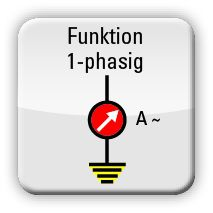 Funktion
1-phasig
A ~